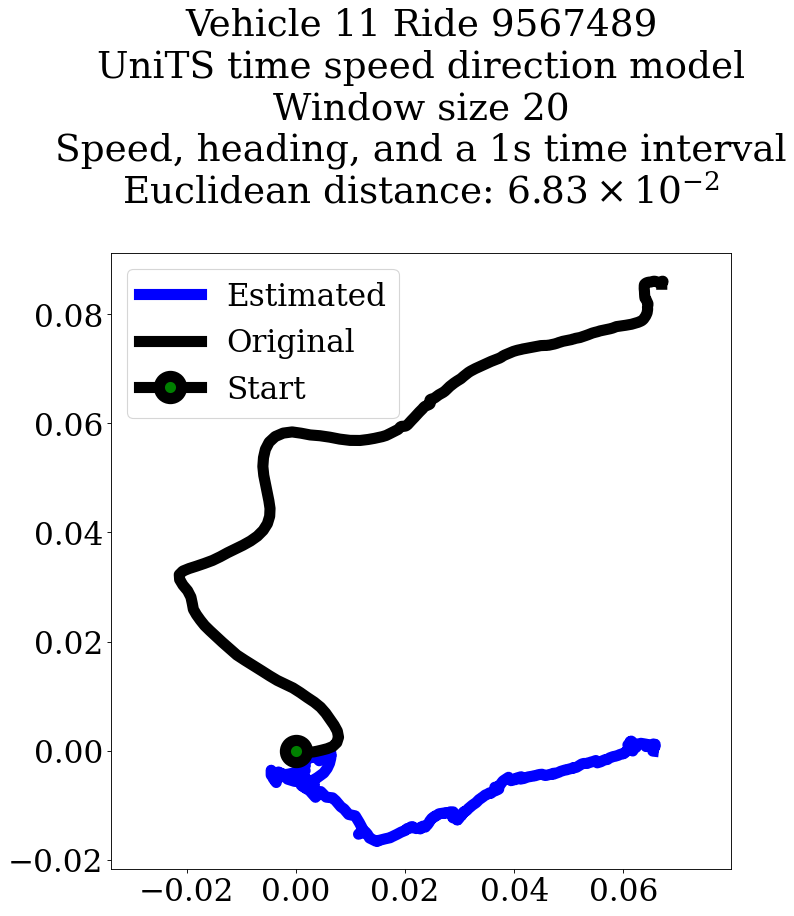 Vehicle 11 Ride 9567489
UniTS time speed direction model
Window size 20
Speed, heading, and a 1s time interval
Euclidean distance: 6.83 × 10⁻²
Estimated
Original
Start
0.08
0.06
0.04
0.02
0.00
−0.02
−0.02 0.00 0.02 0.04 0.06